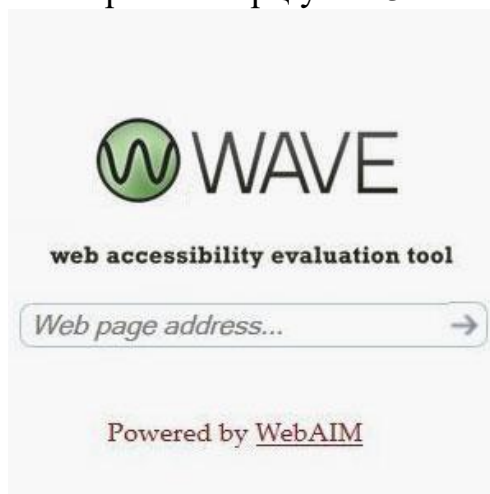 WAVE
web accessibility evaluation tool
Web page address...
Powered by WebAIM